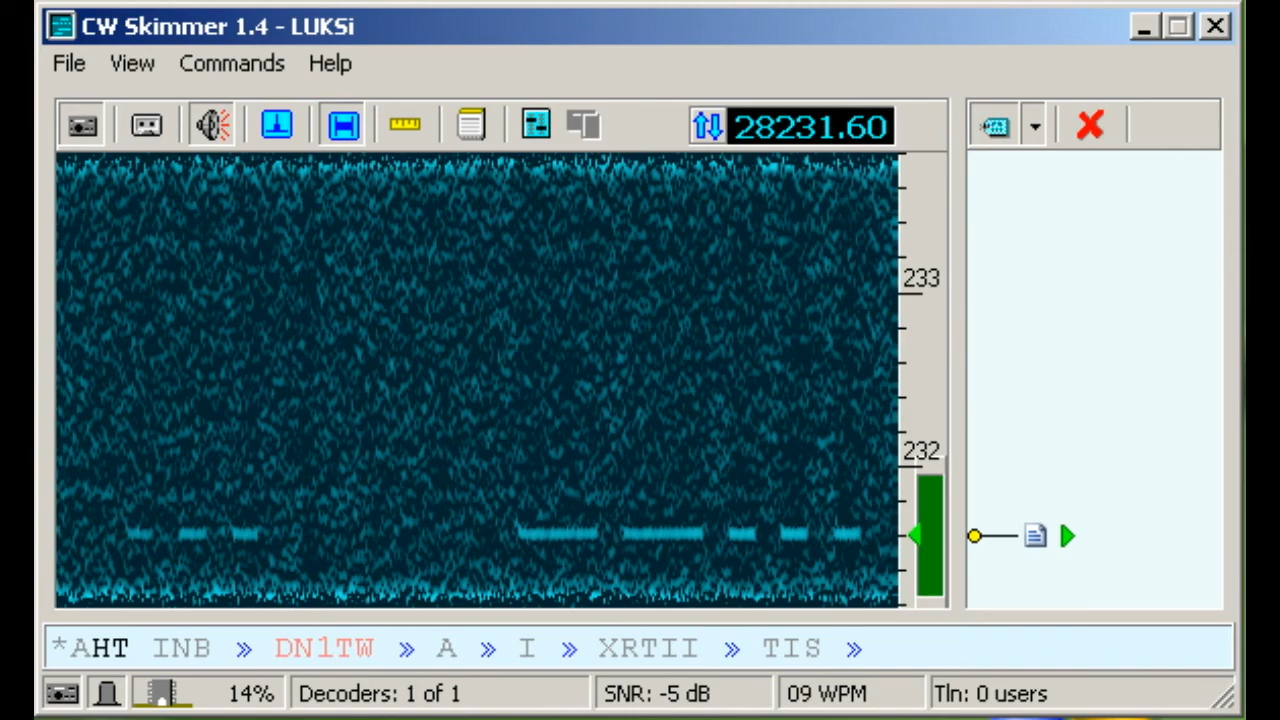 CW Skimmer 1.4 - LUKSi
File View Commands Help
28231.60
233
232
*AHT INB » DN1TW » A » I » XRTII » TIS »
14% Decoders: 1 of 1 SNR: -5 dB 09 WPM Tln: 0 users